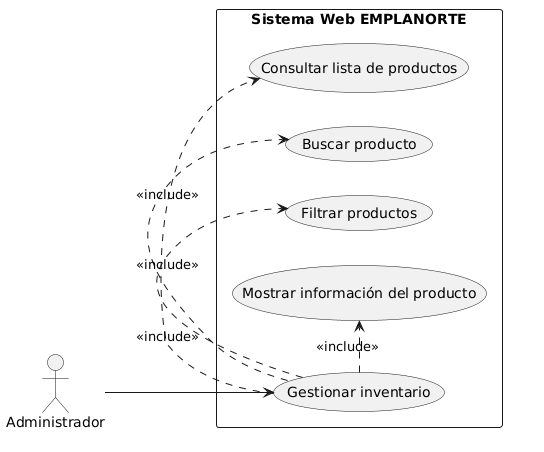 Sistema Web EMPLANORTE
Consultar lista de productos
Buscar producto
«include»
Filtrar productos
«include»
Mostrar información del producto
«include»
«include»
Gestionar inventario
Administrador